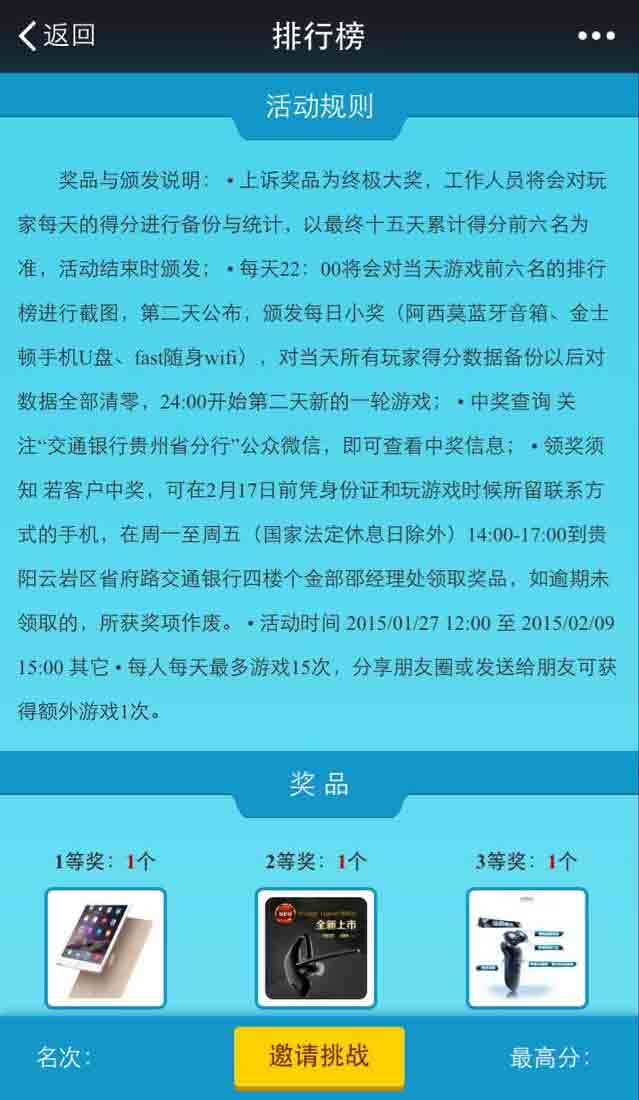 返回
排行榜
活动规则
奖品与颁发说明：• 上诉奖品为终极大奖，工作人员将会对玩
家每天的得分进行备份与统计，以最终十五天累计得分前六名为
准，活动结束时颁发；• 每天22：00将会对当天游戏前六名的排行
榜进行截图，第二天公布，颁发每日小奖（阿西莫蓝牙音箱、金士
顿手机U盘、fast随身wifi），对当天所有玩家得分数据备份以后对
数据全部清零，24:00开始第二天新的一轮游戏；• 中奖查询 关
注“交通银行贵州省分行”公众微信，即可查看中奖信息；• 领奖须
知 若客户中奖，可在2月17日前凭身份证和玩游戏时候所留联系方
式的手机，在周一至周五（国家法定休息日除外）14:00-17:00到贵
阳云岩区省府路交通银行四楼个金部邵经理处领取奖品，如逾期未
领取的，所获奖项作废。• 活动时间 2015/01/27 12:00 至 2015/02/09
15:00 其它 • 每人每天最多游戏15次，分享朋友圈或发送给朋友可获
得额外游戏1次。
奖 品
1等奖：1个
2等奖：1个
3等奖：1个
NEW
全新上市
名次：
邀请挑战
最高分：